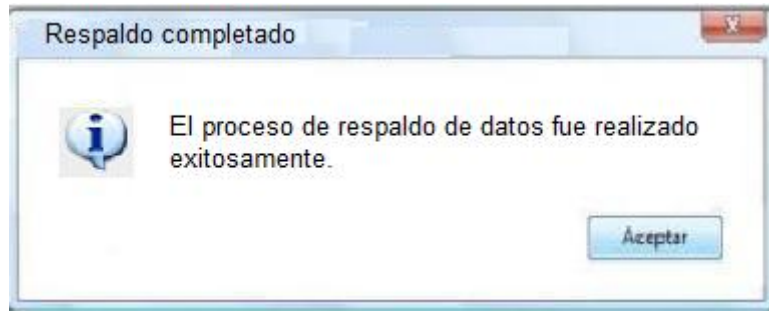 Respaldo completado
El proceso de respaldo de datos fue realizado
exitosamente.
Aceptar